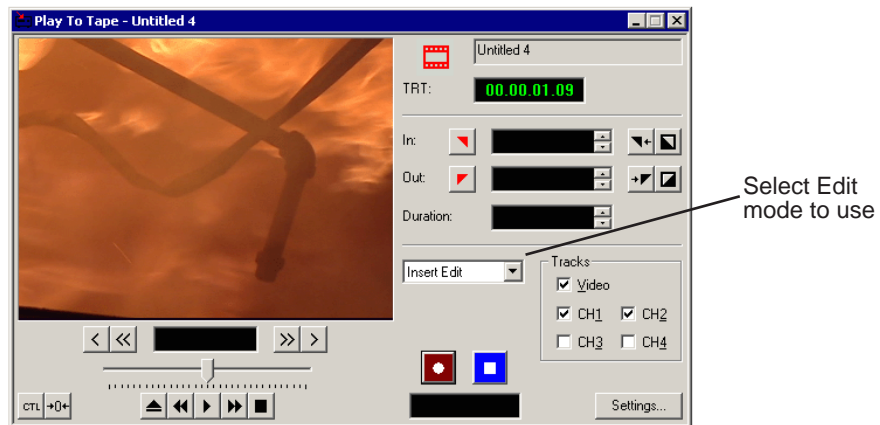 Play To Tape - Untitled 4
Untitled 4
TRT: 00.00.01.09
In:
Out:
Duration:
Select Edit
mode to use
Insert Edit
Tracks
Video
CH1 CH2
CH3 CH4
CTL →0←
Settings...